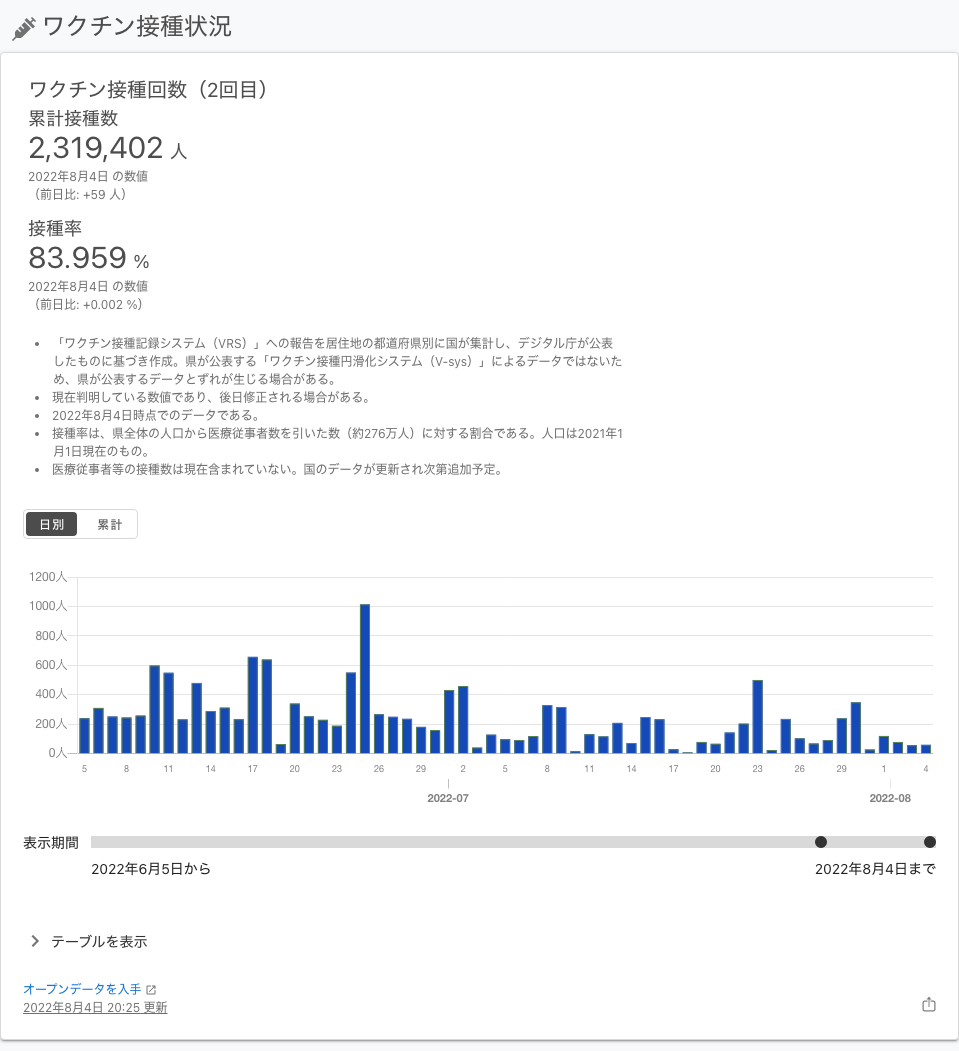 ワクチン接種状況
ワクチン接種回数（2回目）
累計接種数
2,319,402 人
2022年8月4日 の数値
（前日比: +59 人）
接種率
83.959 %
2022年8月4日 の数値
（前日比: +0.002 %）
• 「ワクチン接種記録システム（VRS）」への報告を居住地の都道府県別に国が集計し、デジタル庁が公表
したものに基づき作成。県が公表する「ワクチン接種円滑化システム（V-sys）」によるデータではないた
め、県が公表するデータとずれが生じる場合がある。
• 現在判明している数値であり、後日修正される場合がある。
• 2022年8月4日時点でのデータである。
• 接種率は、県全体の人口から医療従事者数を引いた数（約276万人）に対する割合である。人口は2021年1
月1日現在のもの。
• 医療従事者等の接種数は現在含まれていない。国のデータが更新され次第追加予定。
日別 累計
1200人
1000人
800人
600人
400人
200人
0人
5 8 11 14 17 20 23 26 29 2 5 8 11 14 17 20 23 26 29 1 4
2022-07 2022-08
表示期間
2022年6月5日から 2022年8月4日まで
テーブルを表示
オープンデータを入手
2022年8月4日 20:25 更新